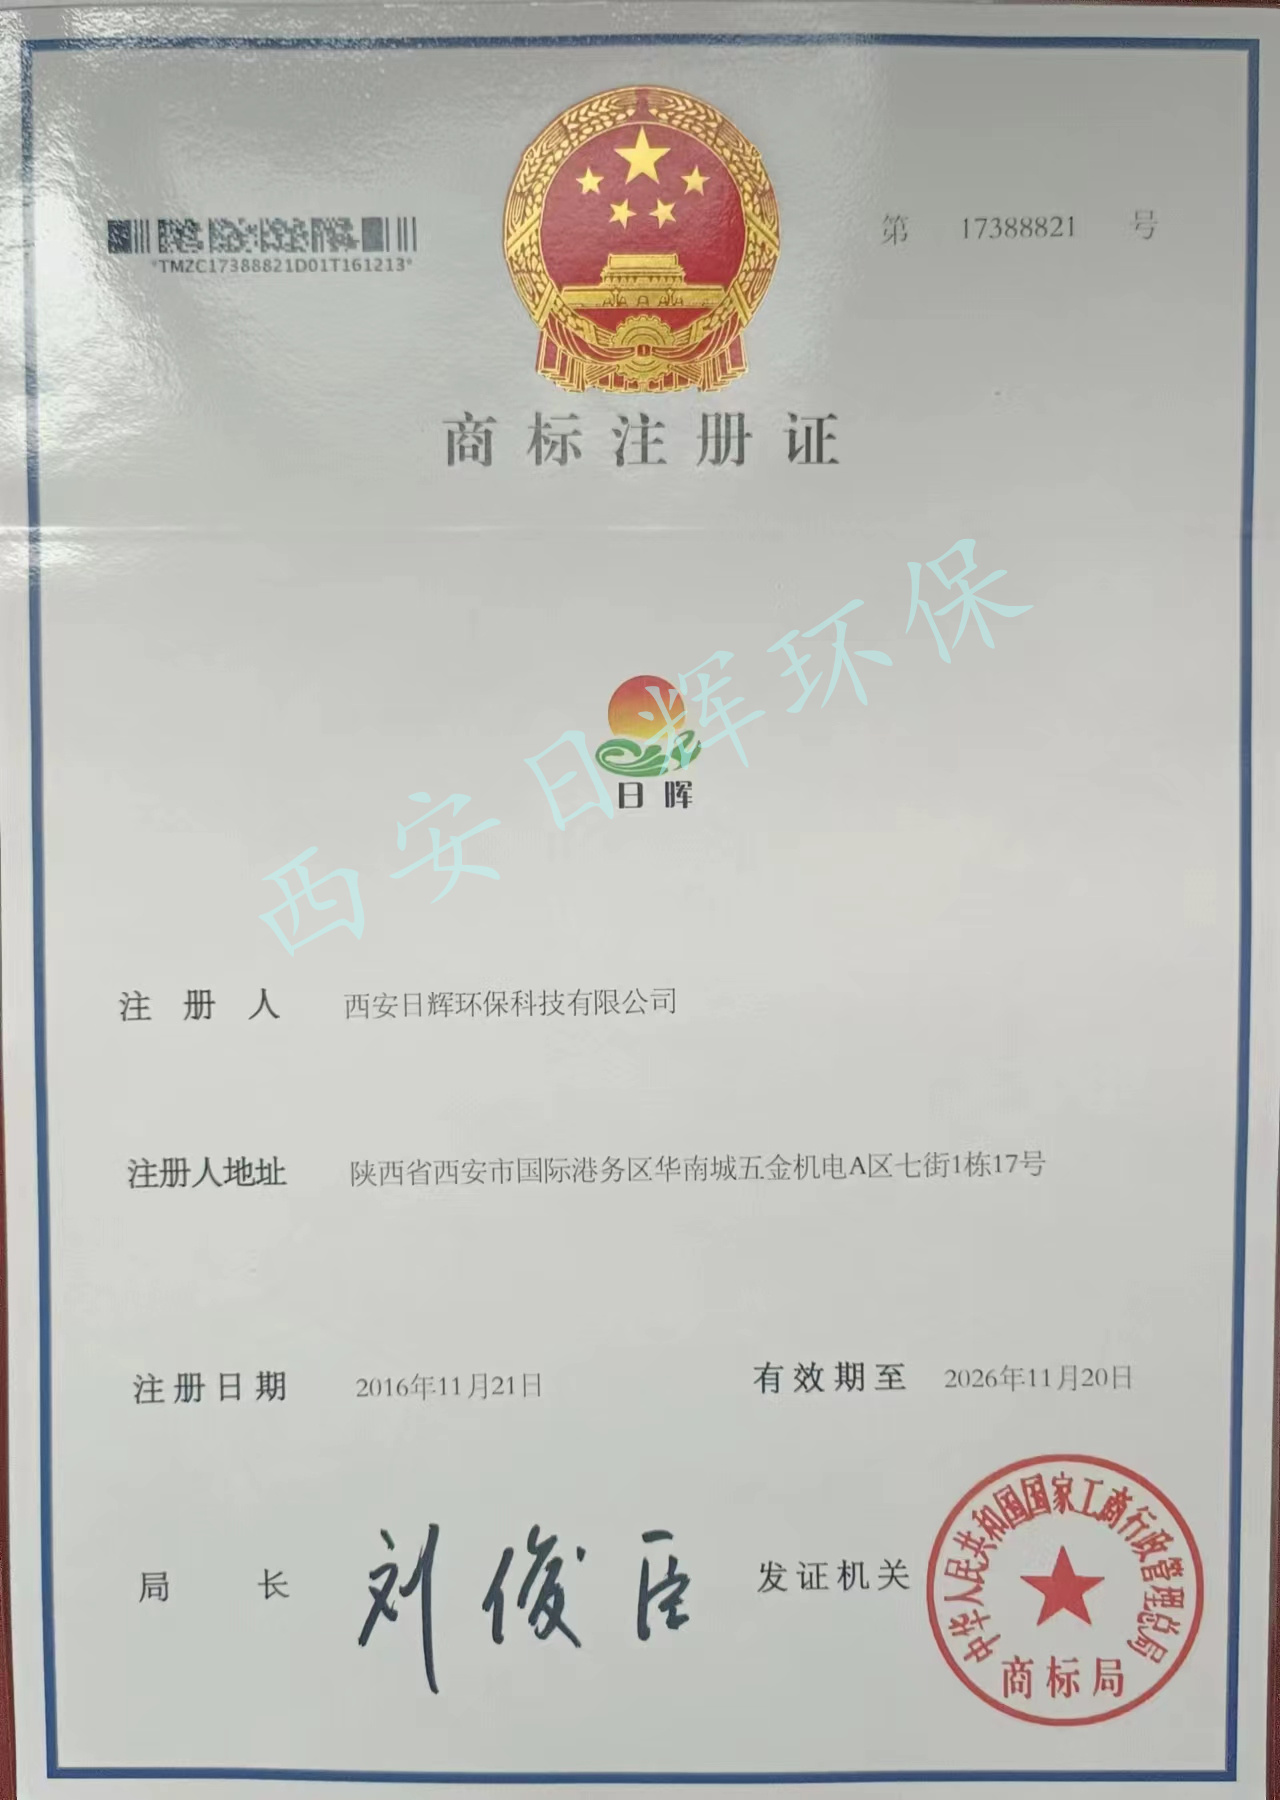 *TMZC17388821D01T161213*
第 17388821 号
商标注册证
西安日辉环保
日晖
注册人 西安日辉环保科技有限公司
注册人地址 陕西省西安市国际港务区华南城五金机电A区七街1栋17号
注册日期 2016年11月21日 有效期至 2026年11月20日
局长 刘俊臣 发证机关
中华人民共和国国家工商行政管理总局
商标局